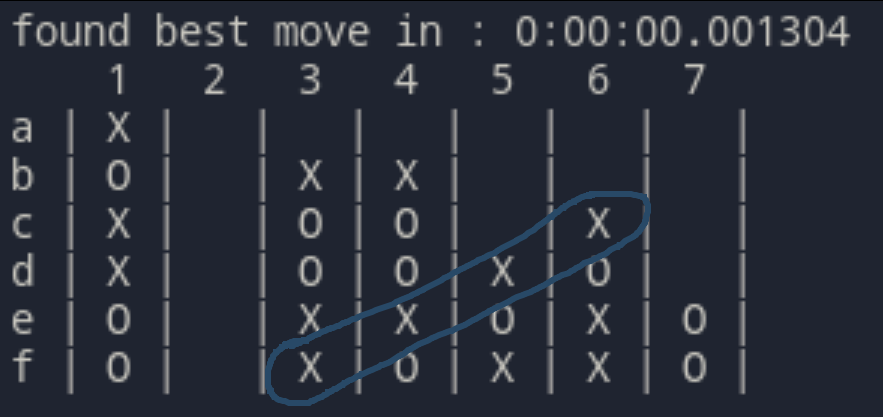 found best move in : 0:00:00.001304
1 2 3 4 5 6 7
a | X | | | | | | |
b | O | | X | X | | | |
c | X | | O | O | | X | |
d | X | | O | O | X | O | |
e | O | | X | X | O | X | O |
f | O | | X | O | X | X | O |